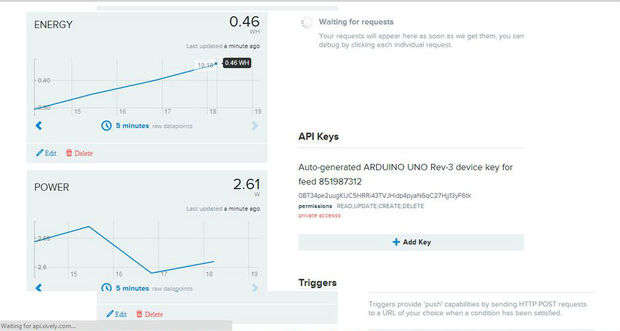 ENERGY
0.46
WH
Last updated a minute ago
0.46 WH
0.40
15
16
17
18
19
5 minutes raw datapoints
Edit
Delete
POWER
2.61
W
Last updated a minute ago
2.6
15
16
17
18
19
5 minutes raw datapoints
Edit
Delete
Waiting for api.xively.com...
Waiting for requests
Your requests will appear here as soon as we get them, you can
debug by clicking each individual request.
API Keys
Auto-generated ARDUINO UNO Rev-3 device key for
feed 851987312
permissions READ,UPDATE,CREATE,DELETE
private accesss
Add Key
Triggers
Triggers provide 'push' capabilities by sending HTTP POST requests
to a URL of your choice when a condition has been satisfied.